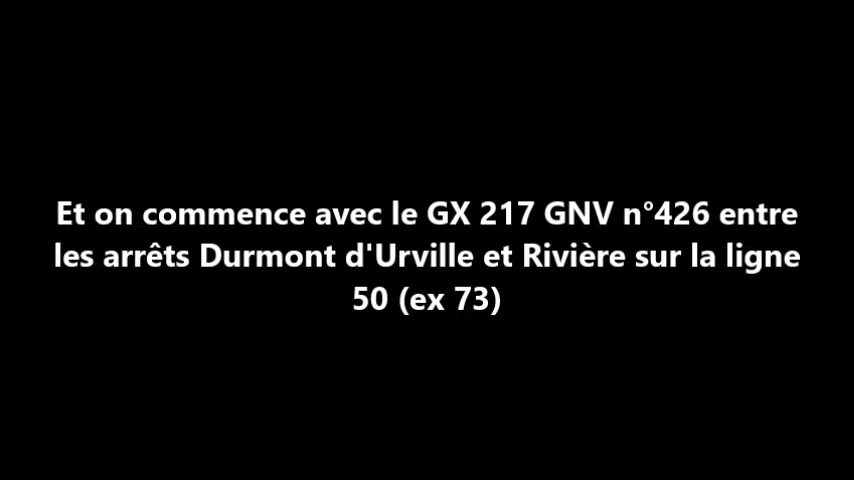 Et on commence avec le GX 217 GNV n°426 entre
les arrêts Durmont d'Urville et Rivière sur la ligne
50 (ex 73)